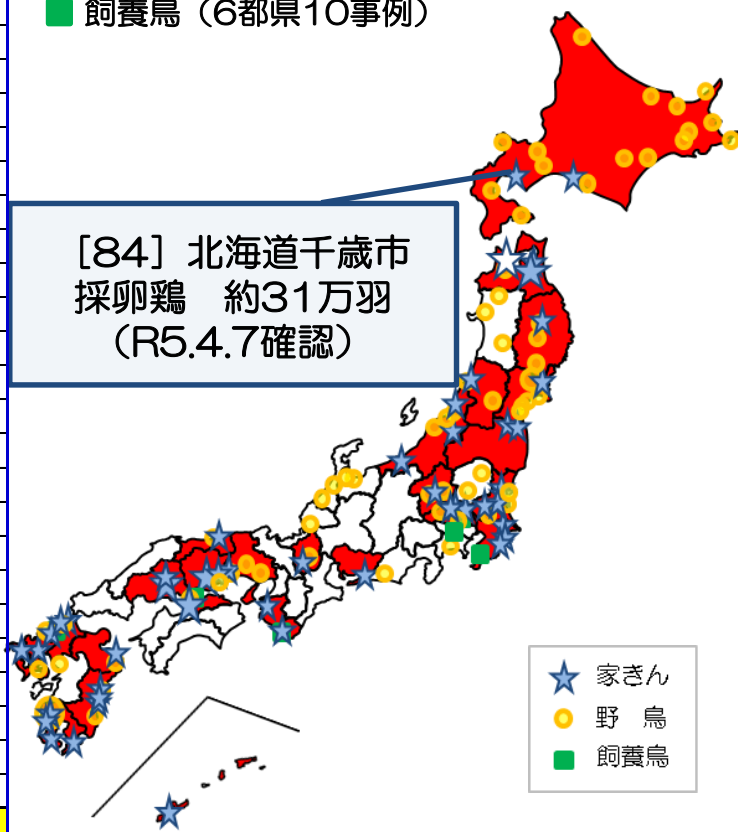 飼養鳥（6都県10事例）
［84］北海道千歳市
採卵鶏　約31万羽
（R5.4.7確認）
家きん
野　鳥
飼養鳥